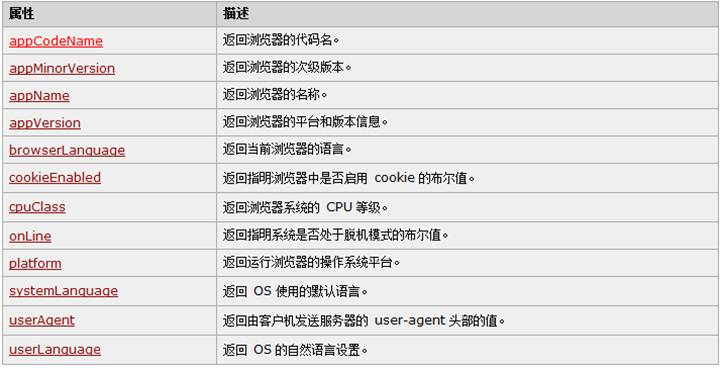 属性 描述
appCodeName 返回浏览器的代码名。
appMinorVersion 返回浏览器的次级版本。
appName 返回浏览器的名称。
appVersion 返回浏览器的平台和版本信息。
browserLanguage 返回当前浏览器的语言。
cookieEnabled 返回指明浏览器中是否启用 cookie 的布尔值。
cpuClass 返回浏览器系统的 CPU 等级。
onLine 返回指明系统是否处于脱机模式的布尔值。
platform 返回运行浏览器的操作系统平台。
systemLanguage 返回 OS 使用的默认语言。
userAgent 返回由客户机发送服务器的 user-agent 头部的值。
userLanguage 返回 OS 的自然语言设置。